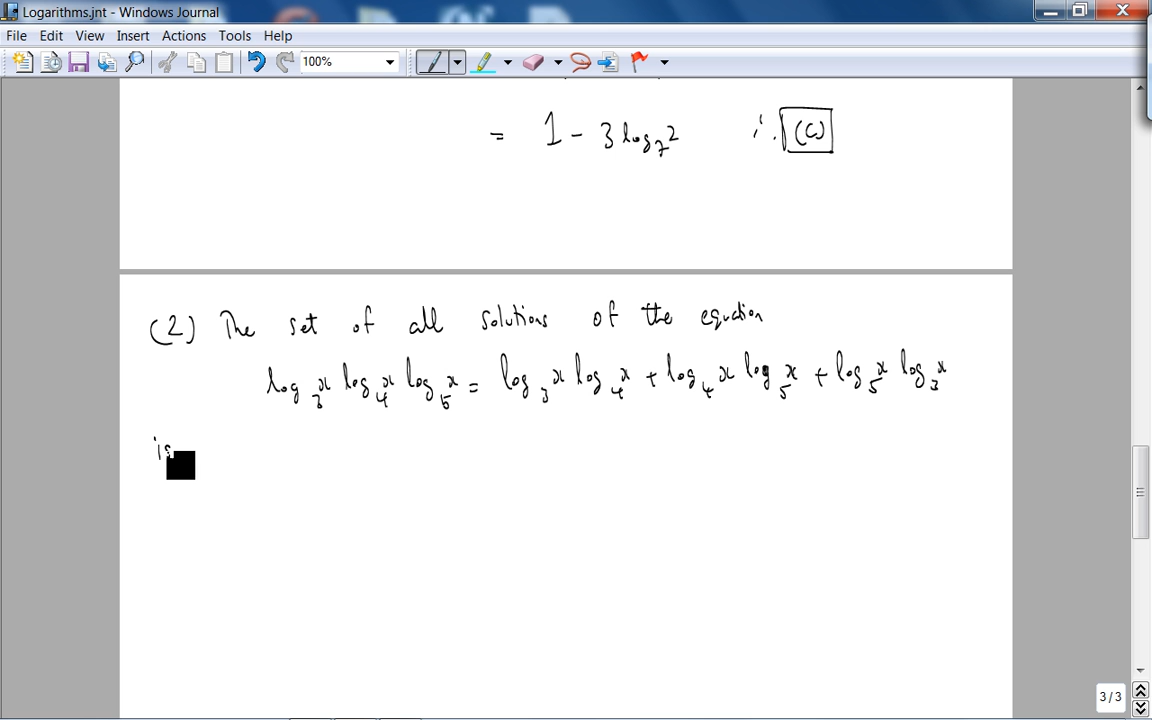 Logarithms.jnt - Windows Journal
File Edit View Insert Actions Tools Help
100%
= 1 - 3 log₇2 ∴ (C)
(2) The set of all solutions of the equation
log₃x log₄x log₅x = log₃x log₄x + log₄x log₅x + log₅x log₃x
is
3 / 3